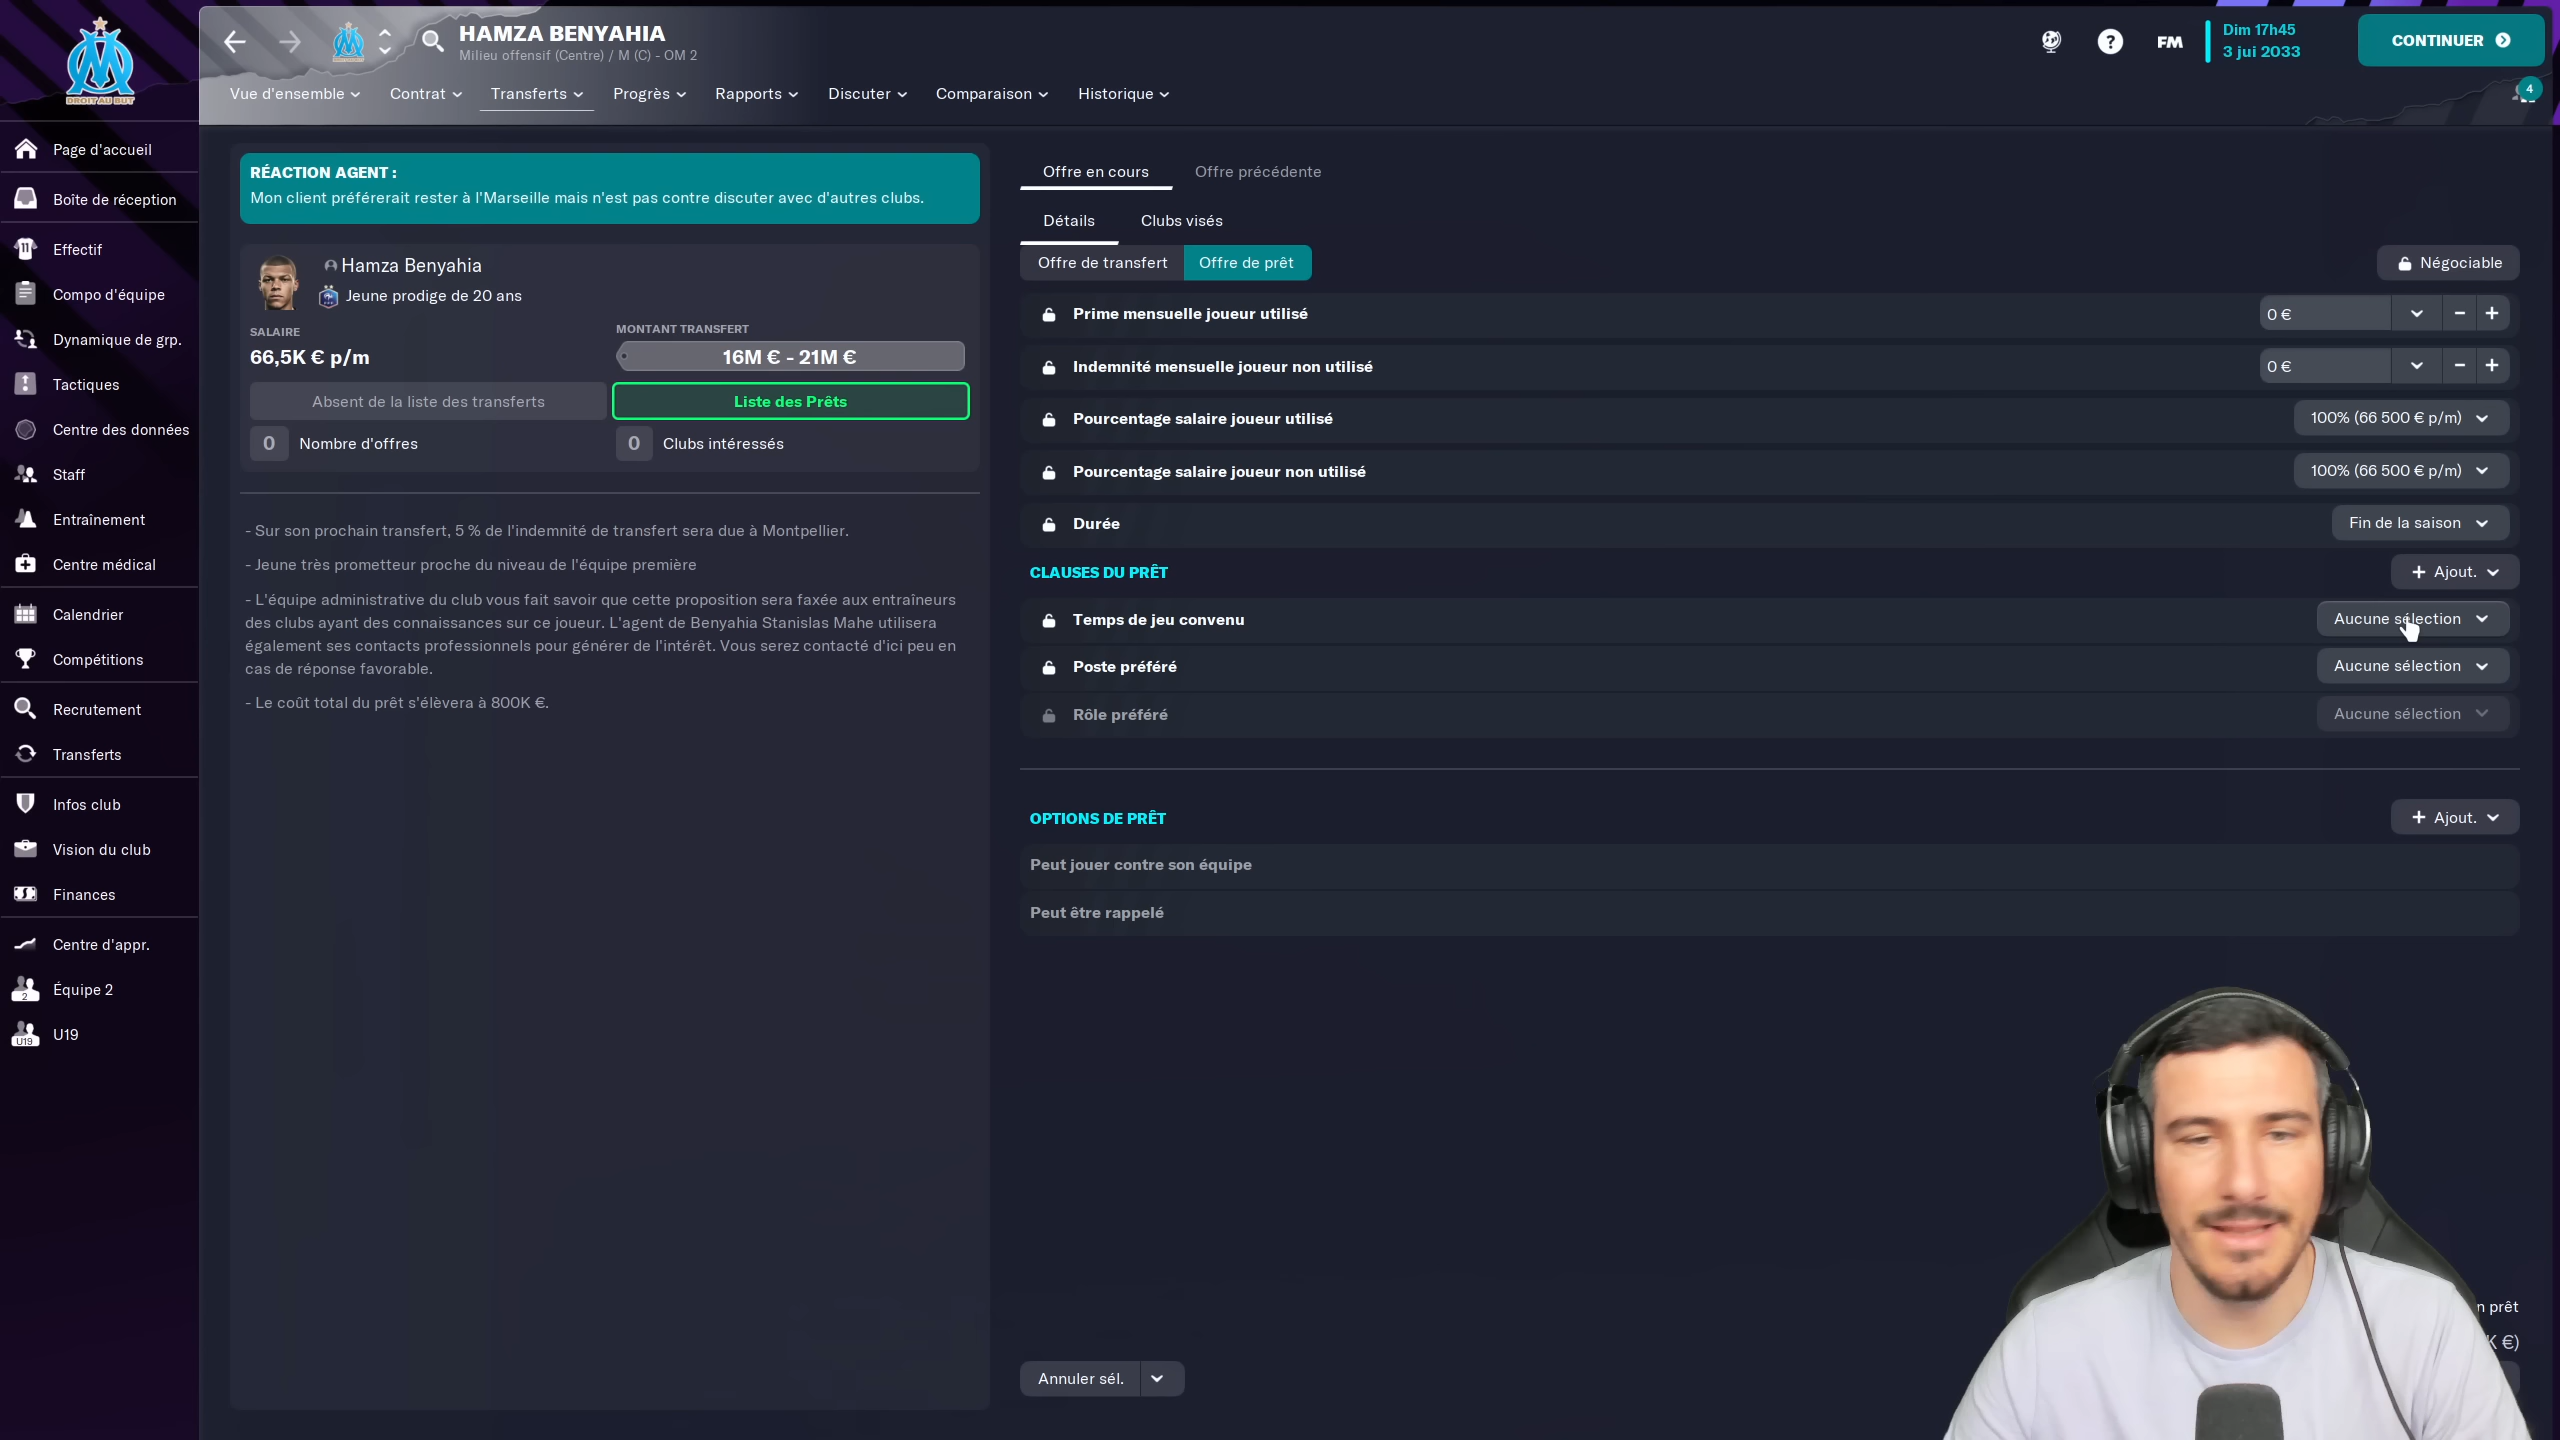 DROIT AU BUT
HAMZA BENYAHIA
Milieu offensif (Centre) / M (C) - OM 2
FM
Dim 17h45
3 jui 2033
CONTINUER
4
Vue d'ensemble
Contrat
Transferts
Progrès
Rapports
Discuter
Comparaison
Historique
Page d'accueil
Boîte de réception
Effectif
Compo d'équipe
Dynamique de grp.
Tactiques
Centre des données
Staff
Entraînement
Centre médical
Calendrier
Compétitions
Recrutement
Transferts
Infos club
Vision du club
Finances
Centre d'appr.
2
Équipe 2
U19
U19
RÉACTION AGENT :
Mon client préférerait rester à l'Marseille mais n'est pas contre discuter avec d'autres clubs.
Hamza Benyahia
Jeune prodige de 20 ans
SALAIRE
66,5K € p/m
MONTANT TRANSFERT
16M € - 21M €
Absent de la liste des transferts
Liste des Prêts
0 Nombre d'offres
0 Clubs intéressés
- Sur son prochain transfert, 5 % de l'indemnité de transfert sera due à Montpellier.
- Jeune très prometteur proche du niveau de l'équipe première
- L'équipe administrative du club vous fait savoir que cette proposition sera faxée aux entraîneurs
des clubs ayant des connaissances sur ce joueur. L'agent de Benyahia Stanislas Mahe utilisera
également ses contacts professionnels pour générer de l'intérêt. Vous serez contacté d'ici peu en
cas de réponse favorable.
- Le coût total du prêt s'élèvera à 800K €.
Offre en cours
Offre précédente
Détails
Clubs visés
Offre de transfert
Offre de prêt
Négociable
Prime mensuelle joueur utilisé
0 €
Indemnité mensuelle joueur non utilisé
0 €
Pourcentage salaire joueur utilisé
100% (66 500 € p/m)
Pourcentage salaire joueur non utilisé
100% (66 500 € p/m)
Durée
Fin de la saison
CLAUSES DU PRÊT
Ajout.
Temps de jeu convenu
Aucune sélection
Poste préféré
Aucune sélection
Rôle préféré
Aucune sélection
OPTIONS DE PRÊT
Ajout.
Peut jouer contre son équipe
Peut être rappelé
prêt
€)
Annuler sél.